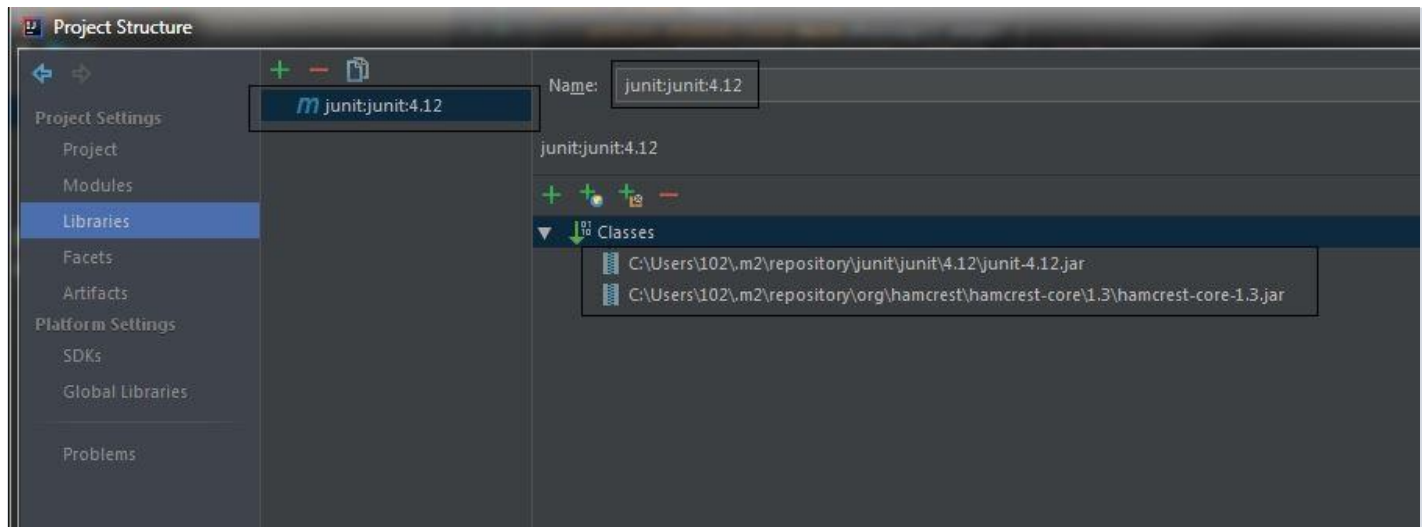 Project Structure
Project Settings
Project
Modules
Libraries
Facets
Artifacts
Platform Settings
SDKs
Global Libraries
Problems
junit:junit:4.12
Name: junit:junit:4.12
junit:junit:4.12
Classes
C:\Users\102\.m2\repository\junit\junit\4.12\junit-4.12.jar
C:\Users\102\.m2\repository\org\hamcrest\hamcrest-core\1.3\hamcrest-core-1.3.jar